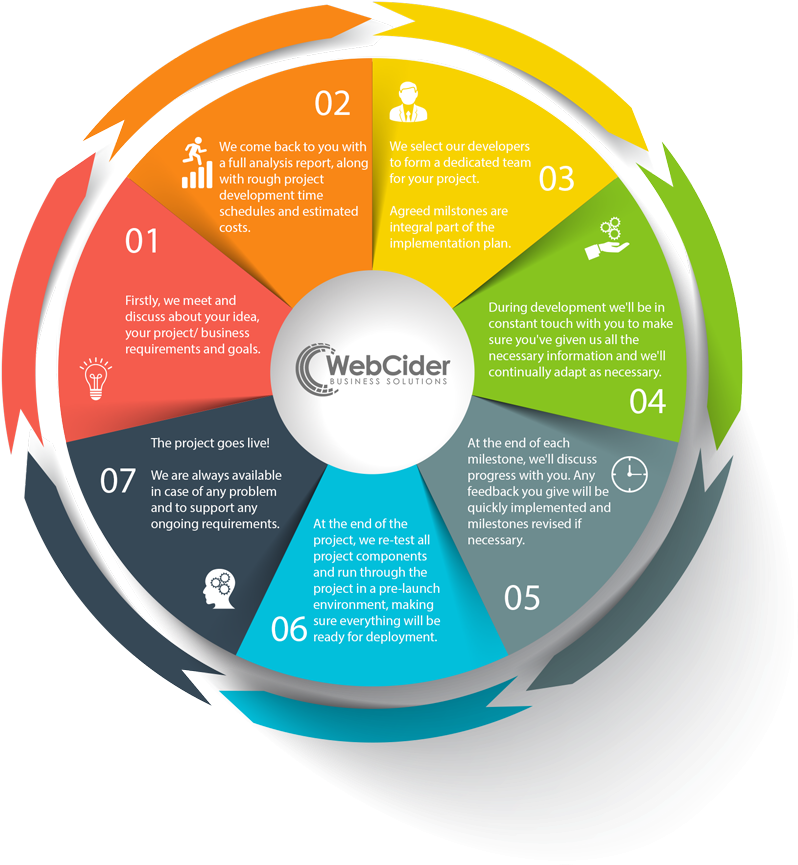 01
Firstly, we meet and
discuss about your idea,
your project/ business
requirements and goals.
02
We come back to you with
a full analysis report, along
with rough project
development time
schedules and estimated
costs.
We select our developers
to form a dedicated team
for your project.
03
Agreed milstones are
integral part of the
implementation plan.
During development we'll be in
constant touch with you to make
sure you've given us all the
necessary information and we'll
continually adapt as necessary.
04
At the end of each
milestone, we'll discuss
progress with you. Any
feedback you give will be
quickly implemented and
milestones revised if
necessary.
05
At the end of the
project, we re-test all
project components
and run through the
project in a pre-launch
environment, making
sure everything will be
ready for deployment.
06
The project goes live!
07
We are always available
in case of any problem
and to support any
ongoing requirements.
WebCider
BUSINESS SOLUTIONS